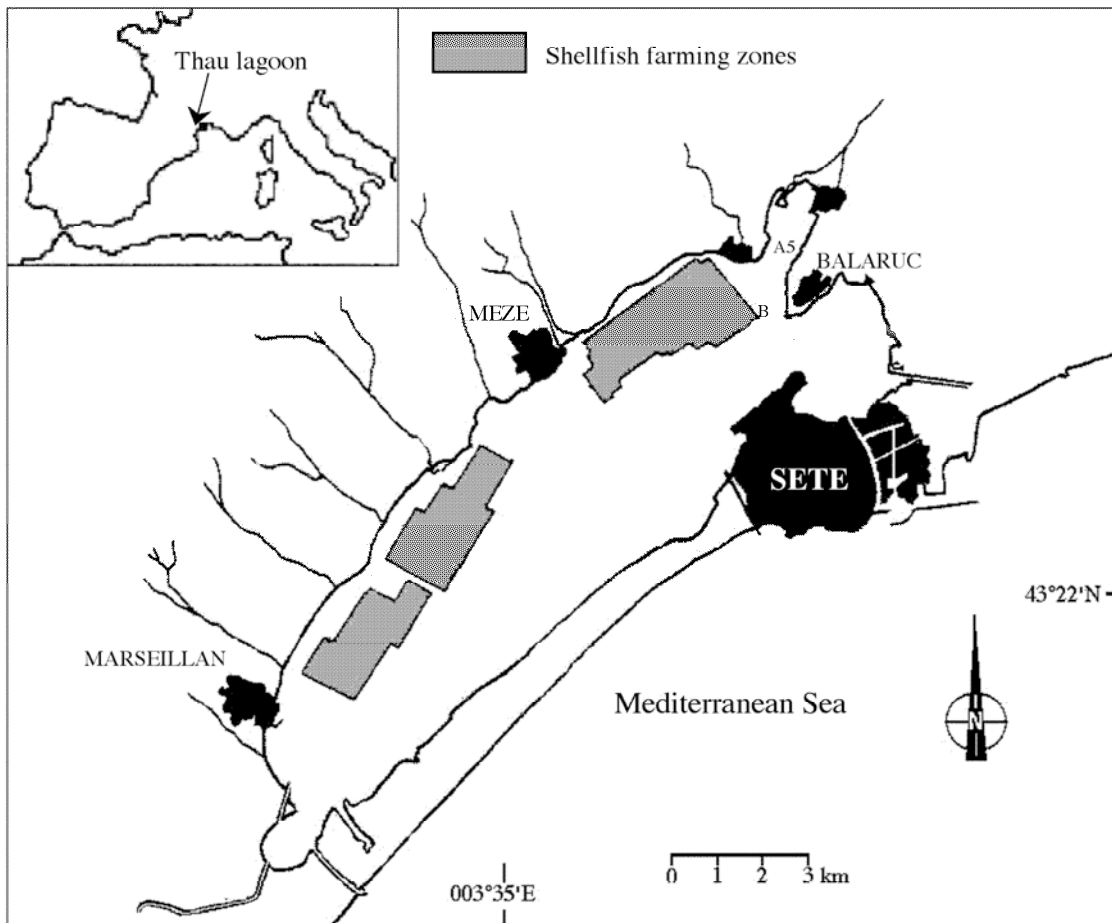 Thau lagoon
Shellfish farming zones
A5
BALARUC
B
MEZE
SETE
43°22'N
MARSEILLAN
Mediterranean Sea
N
0 1 2 3 km
003°35'E